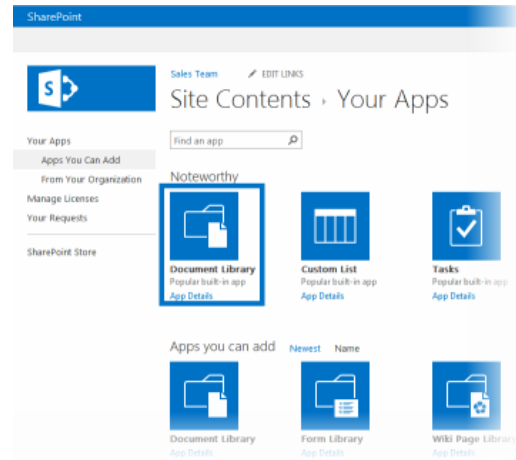 SharePoint
Sales Team EDIT LINKS
S
Site Contents › Your Apps
Your Apps
Find an app
Apps You Can Add
From Your Organization
Noteworthy
Manage Licenses
Your Requests
SharePoint Store
Document Library Custom List Tasks
Popular built-in app Popular built-in app Popular built-in app
App Details App Details App Details
Apps you can add Newest Name
Document Library Form Library Wiki Page Library
App Details App Details App Details